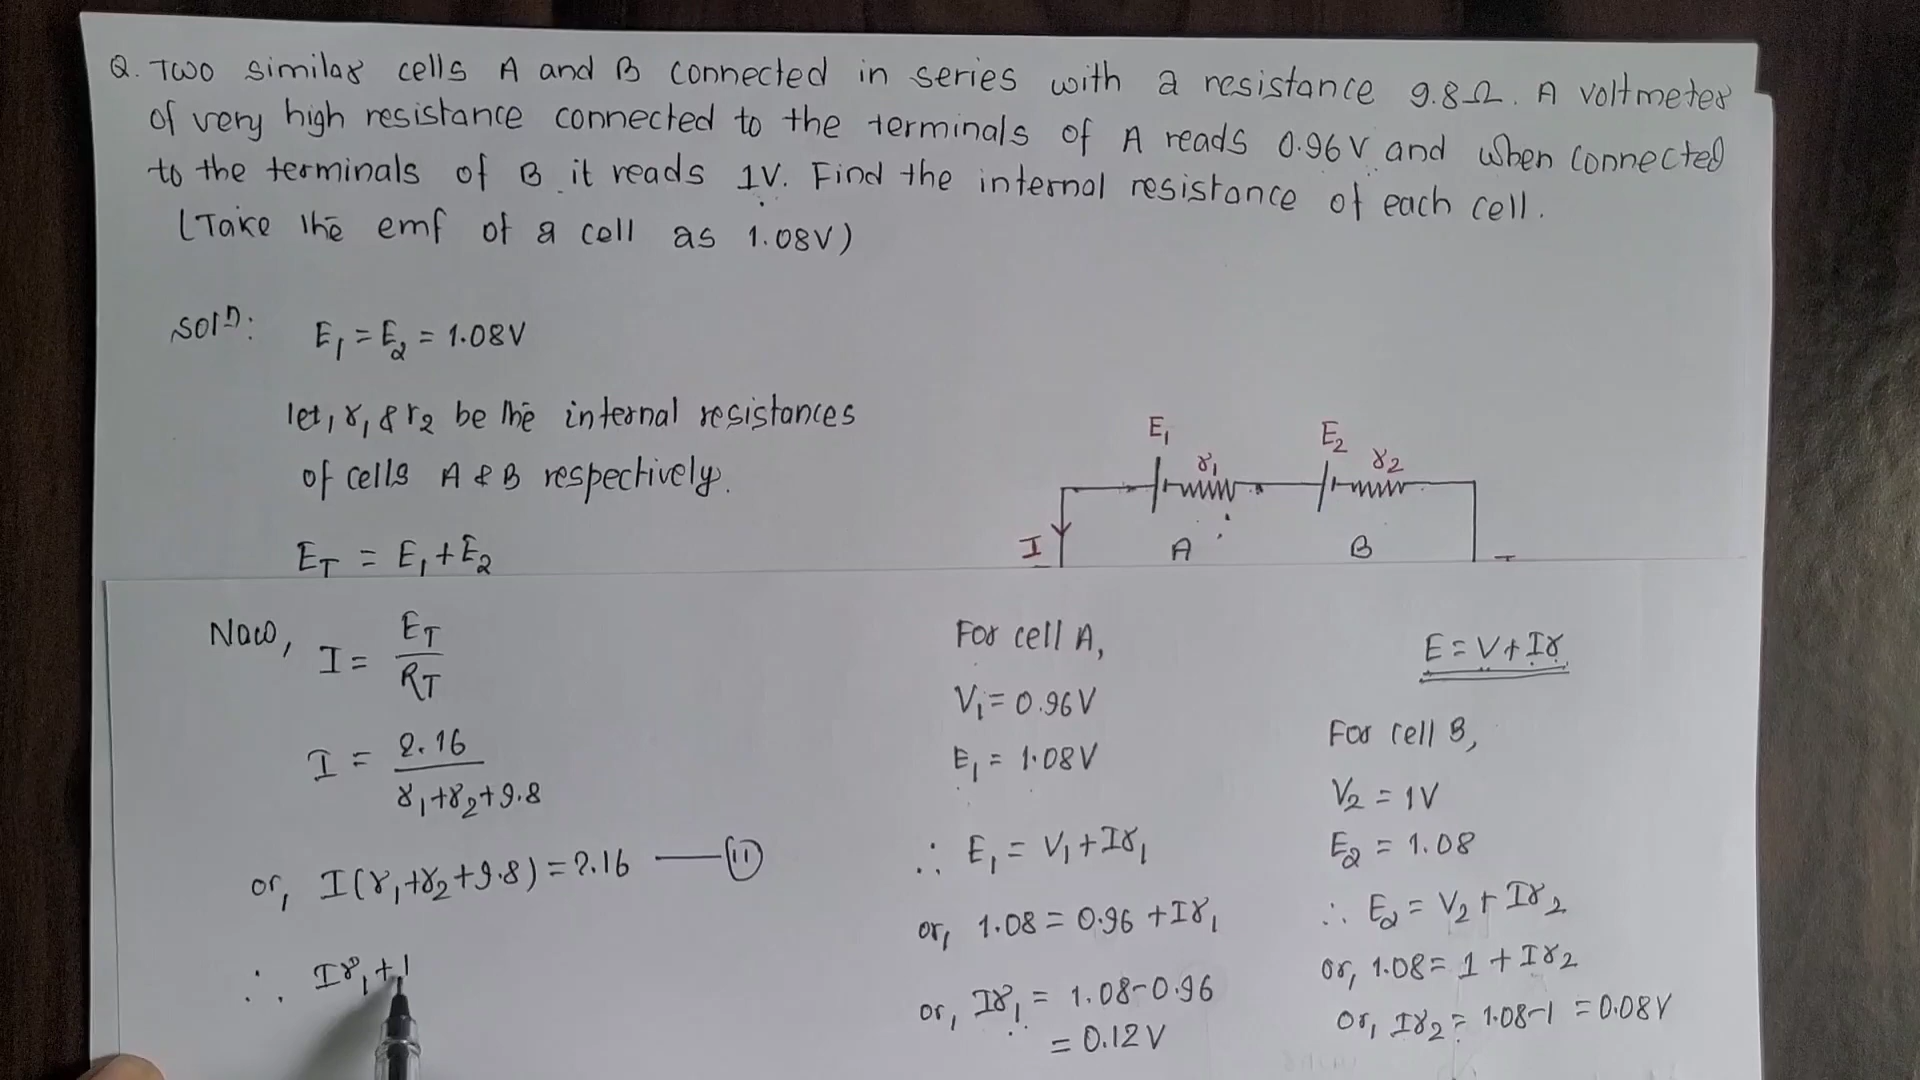 Q. Two similar cells A and B connected in series with a resistance 9.8Ω. A voltmeter
of very high resistance connected to the terminals of A reads 0.96V and when connected
to the terminals of B it reads 1V. Find the internal resistance of each cell.
(Take the emf of a cell as 1.08V)
Solⁿ:
E₁ = E₂ = 1.08V
let, r₁ & r₂ be the internal resistances
of cells A & B respectively.
E_T = E₁ + E₂
E₁
r₁
E₂
r₂
I
A
B
Now, I = E_T / R_T
I = 2.16 / r₁+r₂+9.8
or, I(r₁+r₂+9.8) = 2.16 — (ii)
∴ Ir₁ + I
For cell A,
V₁ = 0.96V
E₁ = 1.08V
∴ E₁ = V₁ + Ir₁
or, 1.08 = 0.96 + Ir₁
or, Ir₁ = 1.08-0.96
= 0.12V
E = V + Ir
For cell B,
V₂ = 1V
E₂ = 1.08
∴ E₂ = V₂ + Ir₂
or, 1.08 = 1 + Ir₂
or, Ir₂ = 1.08-1 = 0.08V